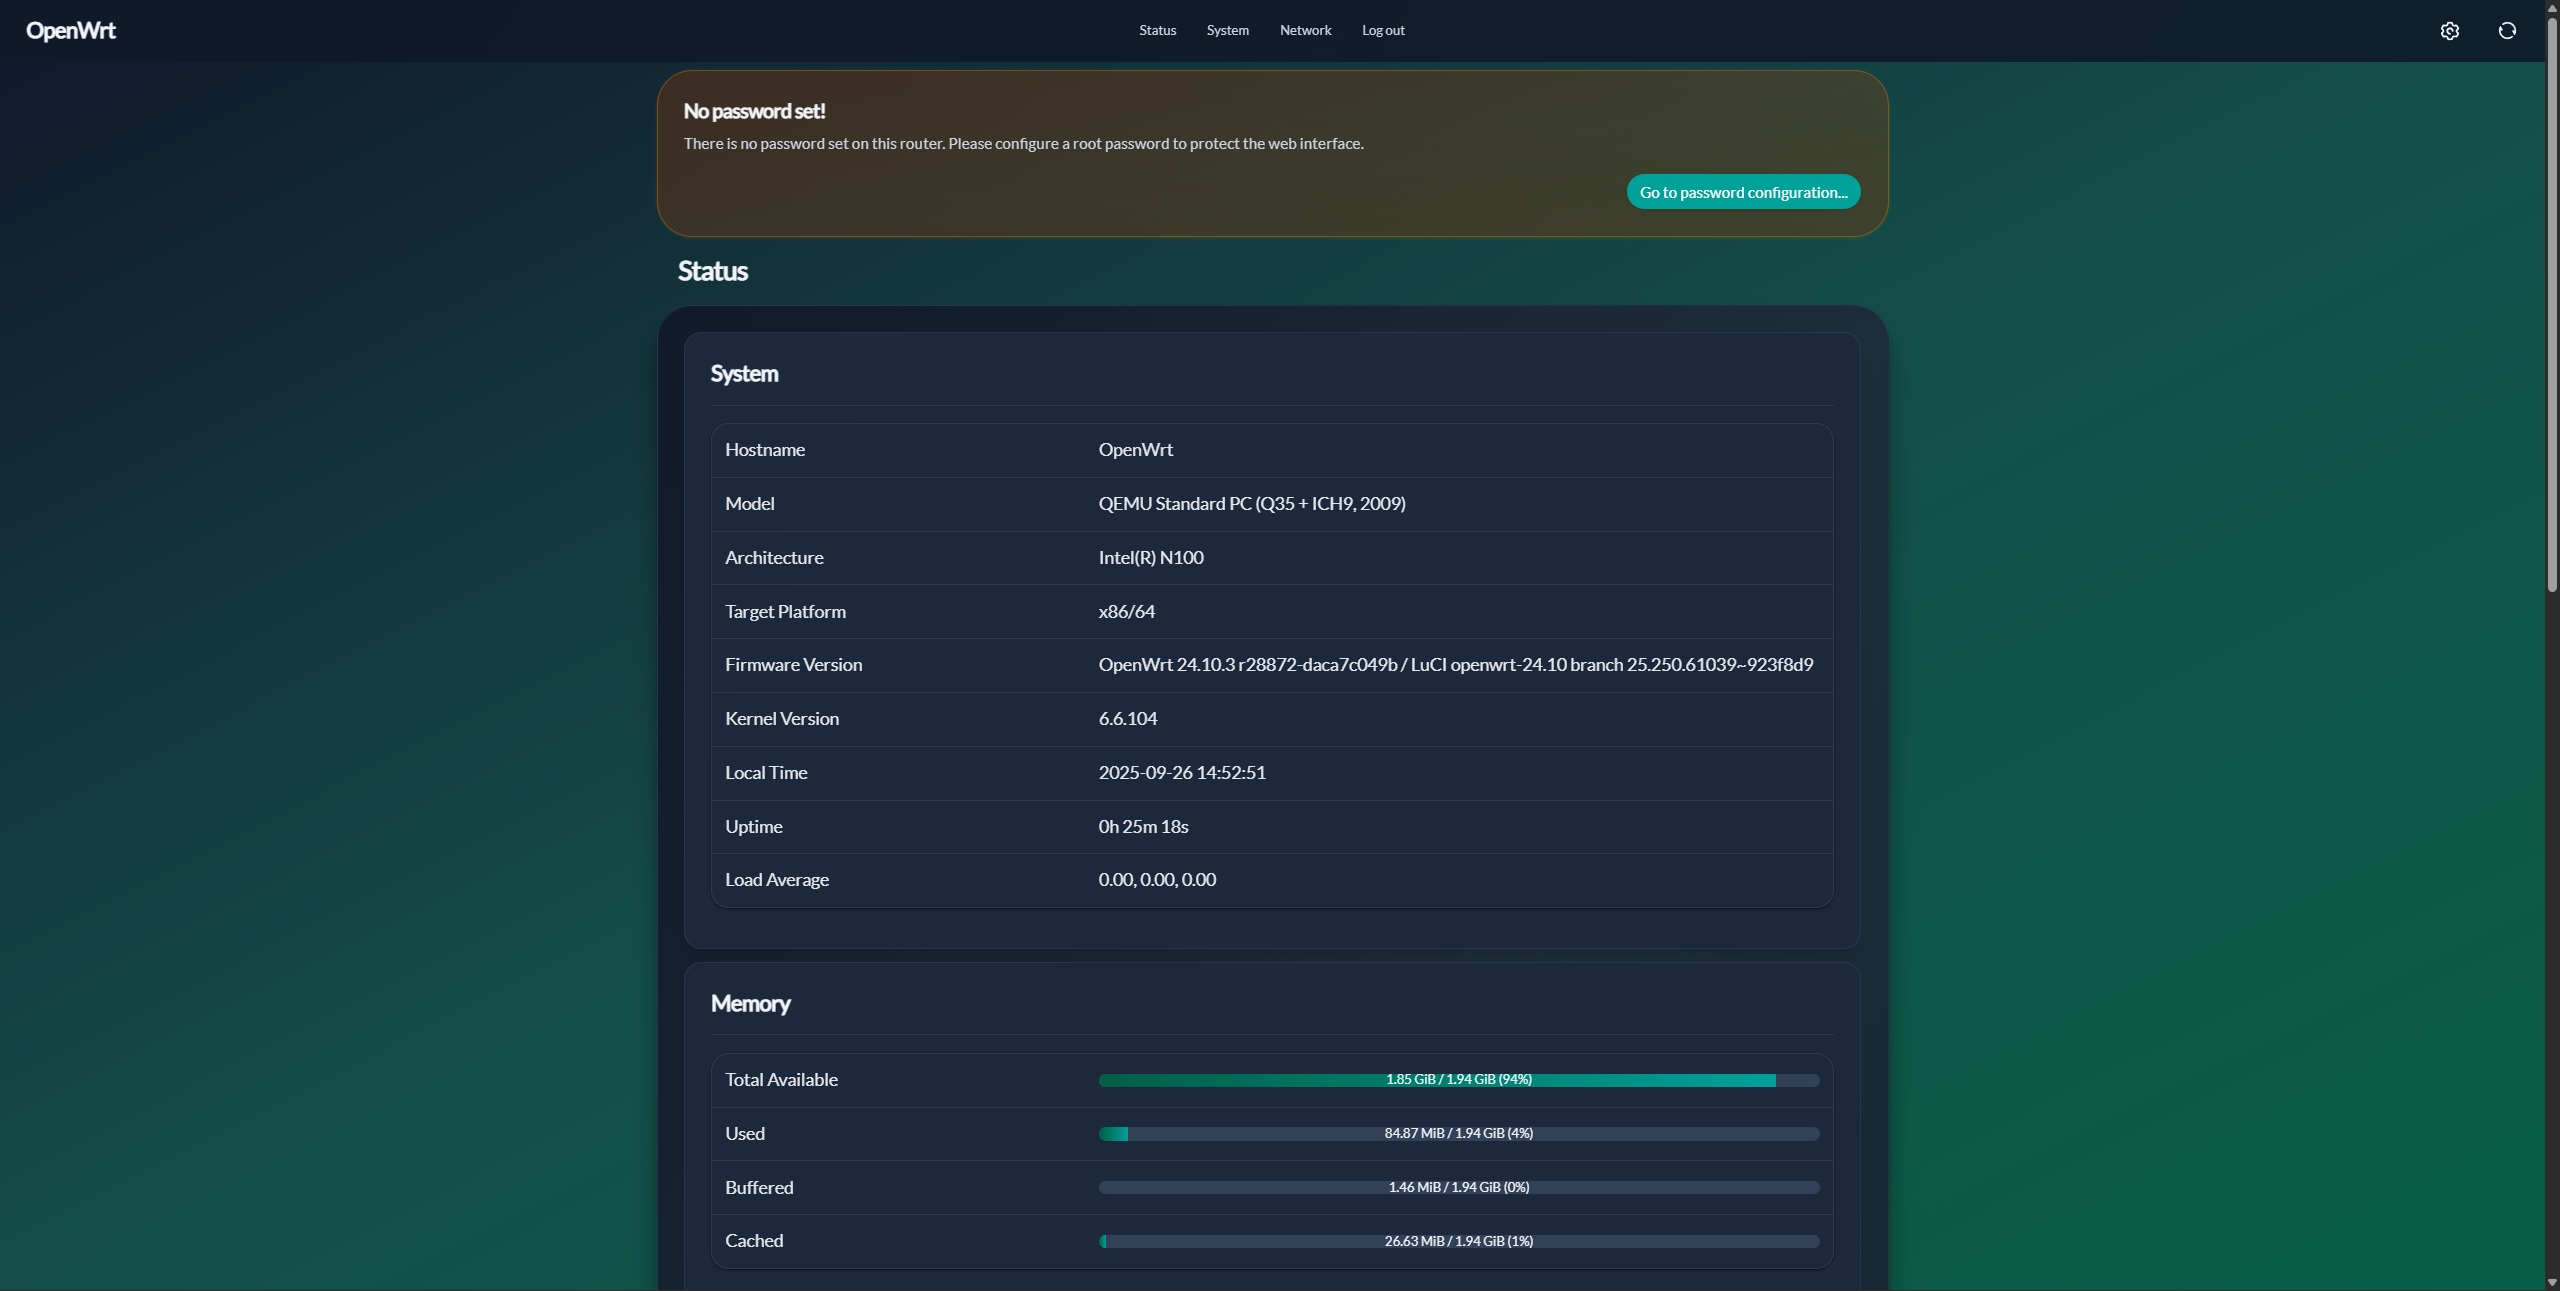 OpenWrt
Status System Network Log out
No password set!
There is no password set on this router. Please configure a root password to protect the web interface.
Go to password configuration...
Status
System
Hostname OpenWrt
Model QEMU Standard PC (Q35 + ICH9, 2009)
Architecture Intel(R) N100
Target Platform x86/64
Firmware Version OpenWrt 24.10.3 r28872-daca7c049b / LuCI openwrt-24.10 branch 25.250.61039~923f8d9
Kernel Version 6.6.104
Local Time 2025-09-26 14:52:51
Uptime 0h 25m 18s
Load Average 0.00, 0.00, 0.00
Memory
Total Available 1.85 GiB / 1.94 GiB (94%)
Used 84.87 MiB / 1.94 GiB (4%)
Buffered 1.46 MiB / 1.94 GiB (0%)
Cached 26.63 MiB / 1.94 GiB (1%)